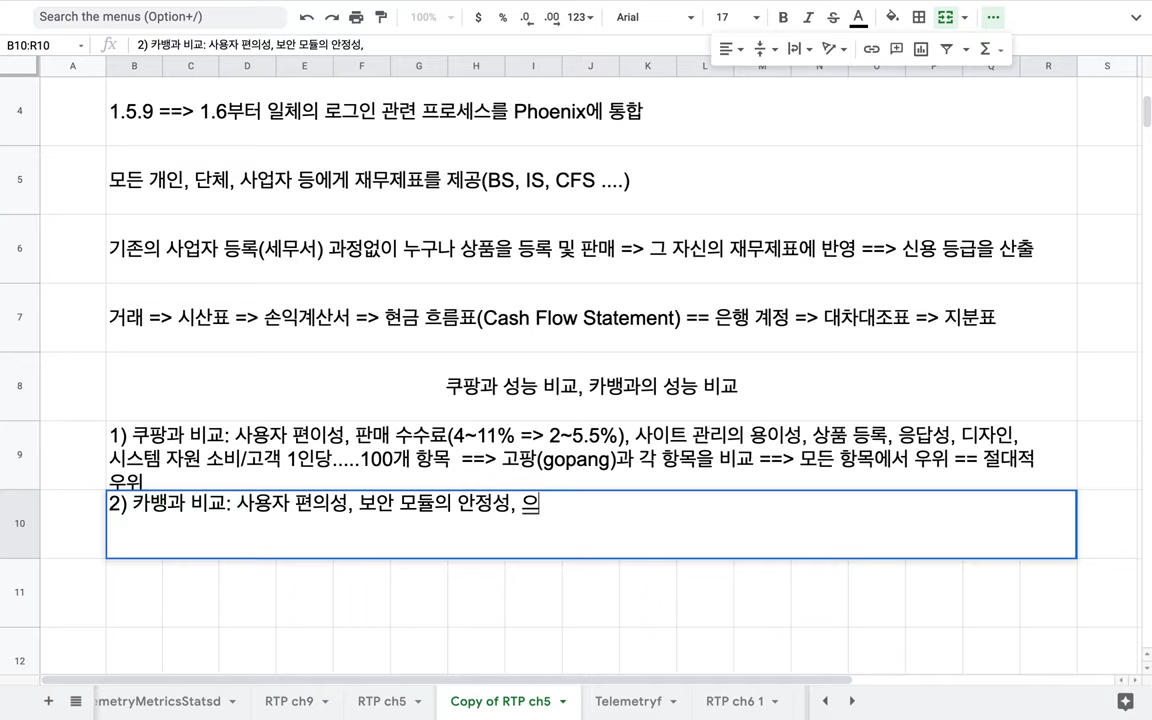 Search the menus (Option+/)
100% $ % .0 .00 123 Arial 17 B I S A
B10:R10 fx 2) 카뱅과 비교: 사용자 편의성, 보안 모듈의 안정성,
A B C D E F G H I J K L M N O P Q R S
4 1.5.9 ==> 1.6부터 일체의 로그인 관련 프로세스를 Phoenix에 통합
5 모든 개인, 단체, 사업자 등에게 재무제표를 제공(BS, IS, CFS ....)
6 기존의 사업자 등록(세무서) 과정없이 누구나 상품을 등록 및 판매 => 그 자신의 재무제표에 반영 ==> 신용 등급을 산출
7 거래 => 시산표 => 손익계산서 => 현금 흐름표(Cash Flow Statement) == 은행 계정 => 대차대조표 => 지분표
8 쿠팡과 성능 비교, 카뱅과의 성능 비교
9 1) 쿠팡과 비교: 사용자 편이성, 판매 수수료(4~11% => 2~5.5%), 사이트 관리의 용이성, 상품 등록, 응답성, 디자인,
시스템 자원 소비/고객 1인당.....100개 항목 ==> 고팡(gopang)과 각 항목을 비교 ==> 모든 항목에서 우위 == 절대적
우위
10 2) 카뱅과 비교: 사용자 편의성, 보안 모듈의 안정성, 으
11
12
emetryMetricsStatsd RTP ch9 RTP ch5 Copy of RTP ch5 Telemetryf RTP ch6 1